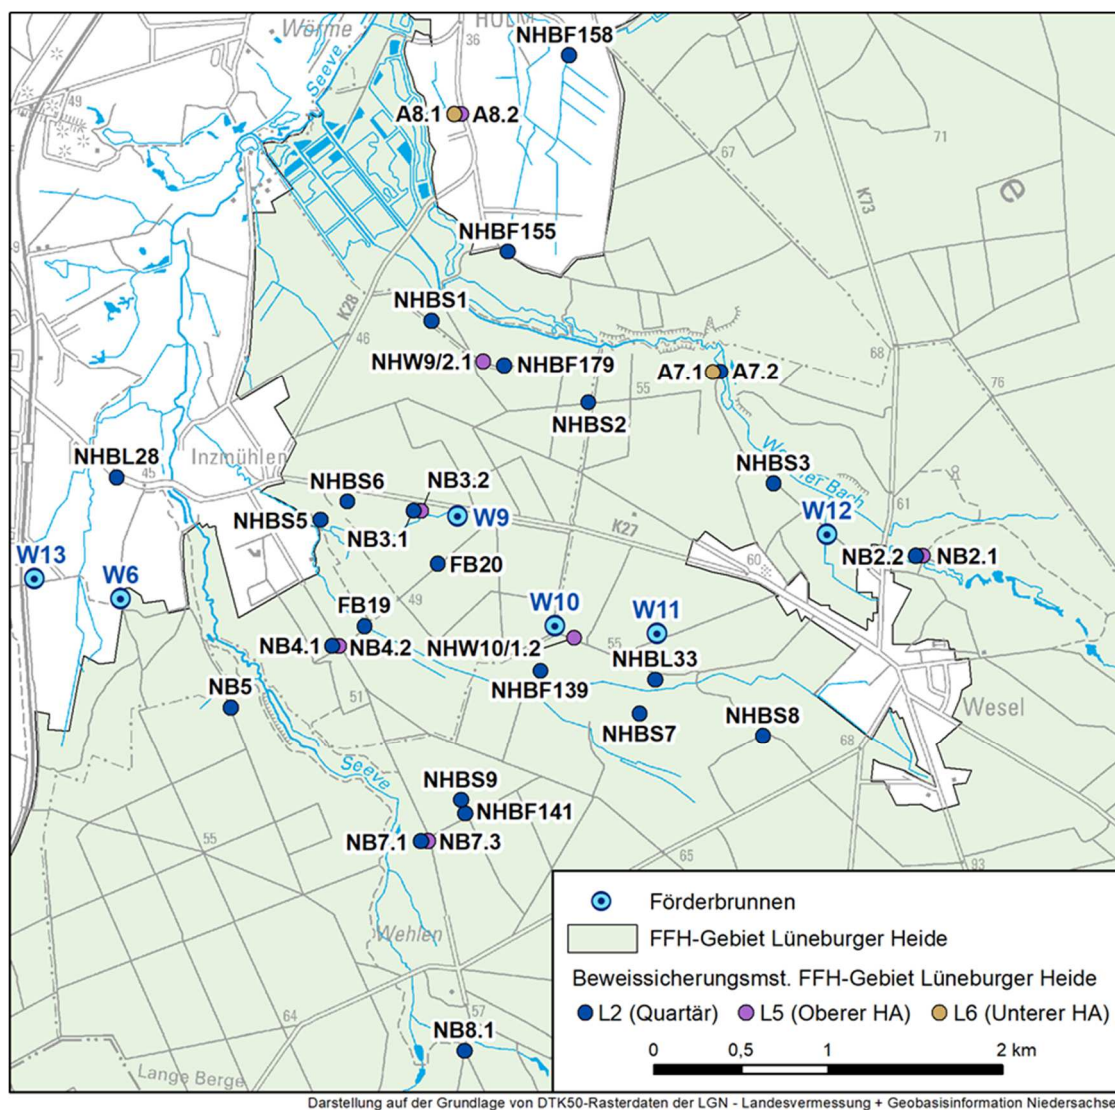 HOLM
Wörme
36
NHBF158
Seeve
49
A8.1
A8.2
71
67
e
K73
NHBF155
NHBS1
K28
46
NHW9/2.1
NHBF179
A7.1
A7.2
68
76
55
NHBS2
NHBL28
45
Inzmühlen
NHBS6
NB3.2
NHBS3
NHBS5
NB3.1
W9
K27
W12
61
W13
W6
FB20
60
NB2.2
NB2.1
FB19
49
W10
W11
NB4.1
NB4.2
NHW10/1.2
55
NHBL33
NB5
51
NHBF139
NHBS7
NHBS8
Wesel
68
Seeve
NHBS9
NHBF141
55
NB7.1
NB7.3
65
93
Wehlen
64
57
NB8.1
Lange Berge
Förderbrunnen
FFH-Gebiet Lüneburger Heide
Beweissicherungsmst. FFH-Gebiet Lüneburger Heide
L2 (Quartär)
L5 (Oberer HA)
L6 (Unterer HA)
0
0,5
1
2 km
Darstellung auf der Grundlage von DTK50-Rasterdaten der LGN - Landesvermessung + Geobasisinformation Niedersachse